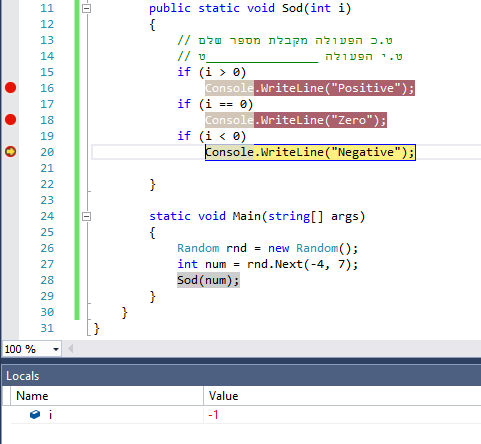 11 public static void Sod(int i)
12 {
13 // ט.כ הפעולה מקבלת מספר שלם
14 // ט.י הפעולה ________________ט
15 if (i > 0)
16 Console.WriteLine("Positive");
17 if (i == 0)
18 Console.WriteLine("Zero");
19 if (i < 0)
20 Console.WriteLine("Negative");
21
22 }
23
24 static void Main(string[] args)
25 {
26 Random rnd = new Random();
27 int num = rnd.Next(-4, 7);
28 Sod(num);
29 }
30 }
31 }
100 %
Locals
Name Value
i -1